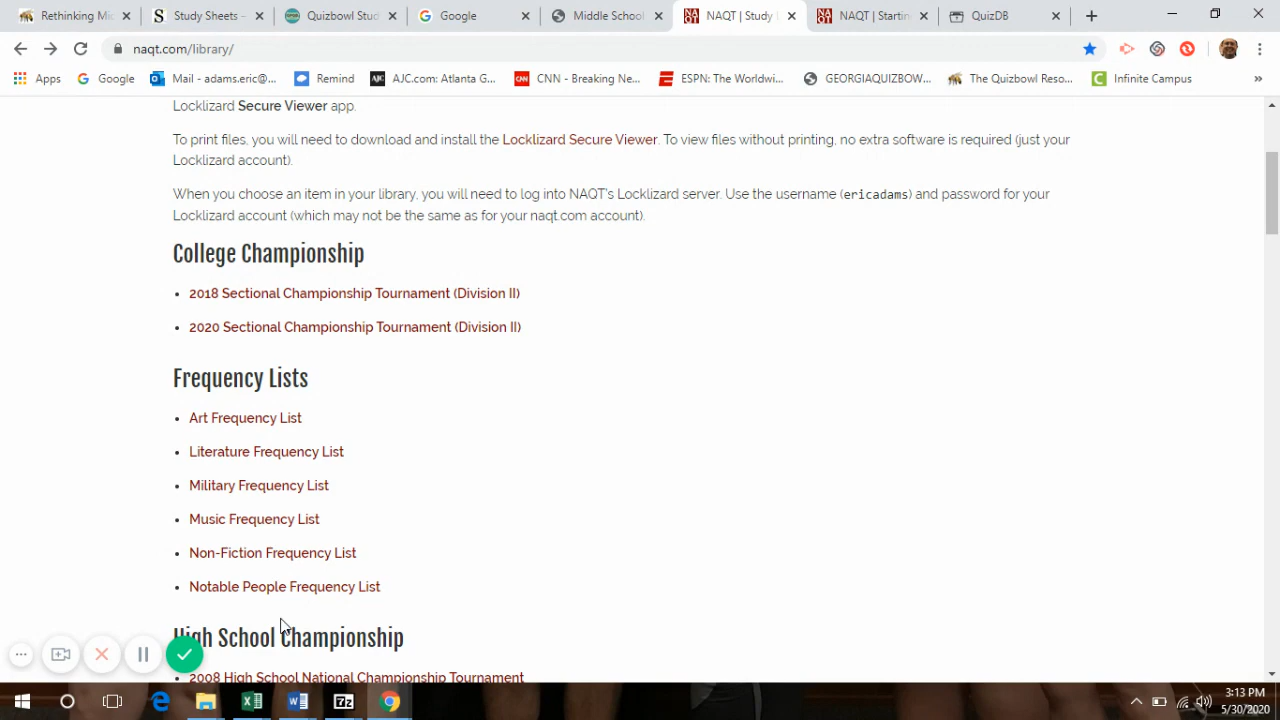 Rethinking Mi
Study Sheets –
Quizbowl Stu
Google
Middle School
NAQT | Study
NAQT | Startin
QuizDB
naqt.com/library/
Apps
Google
Mail - adams.eric@...
Remind
AJC.com: Atlanta G...
CNN - Breaking Ne...
ESPN: The Worldwi...
GEORGIAQUIZBOW...
The Quizbowl Reso...
Infinite Campus
»
Locklizard Secure Viewer app.
To print files, you will need to download and install the Locklizard Secure Viewer. To view files without printing, no extra software is required (just your
Locklizard account).
When you choose an item in your library, you will need to log into NAQT's Locklizard server. Use the username (ericadams) and password for your
Locklizard account (which may not be the same as for your naqt.com account).
College Championship
• 2018 Sectional Championship Tournament (Division II)
• 2020 Sectional Championship Tournament (Division II)
Frequency Lists
• Art Frequency List
• Literature Frequency List
• Military Frequency List
• Music Frequency List
• Non-Fiction Frequency List
• Notable People Frequency List
High School Championship
2008 High School National Championship Tournament
3:13 PM
5/30/2020